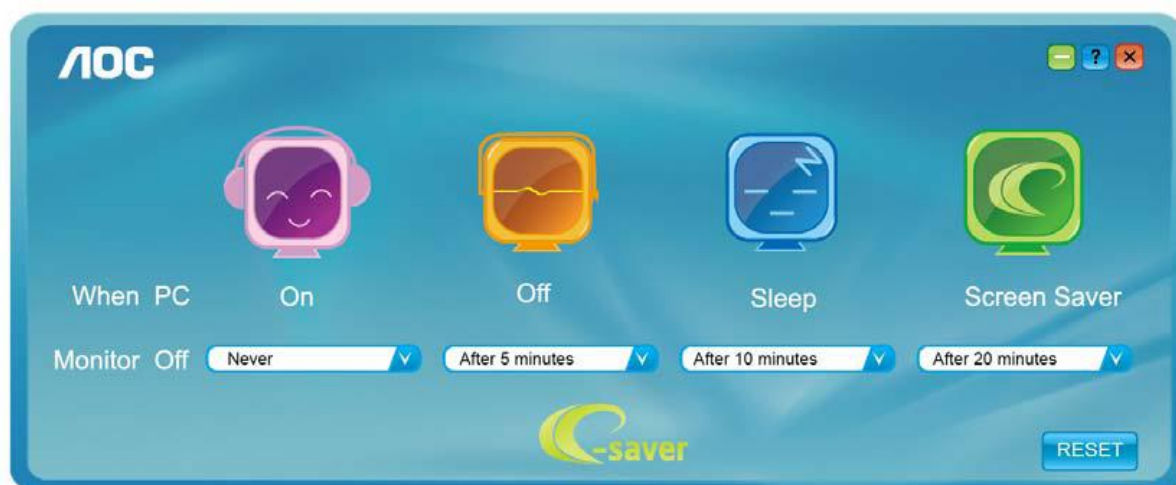 AOC
?
When PC On Off Sleep Screen Saver
Monitor Off Never After 5 minutes After 10 minutes After 20 minutes
e-saver
RESET